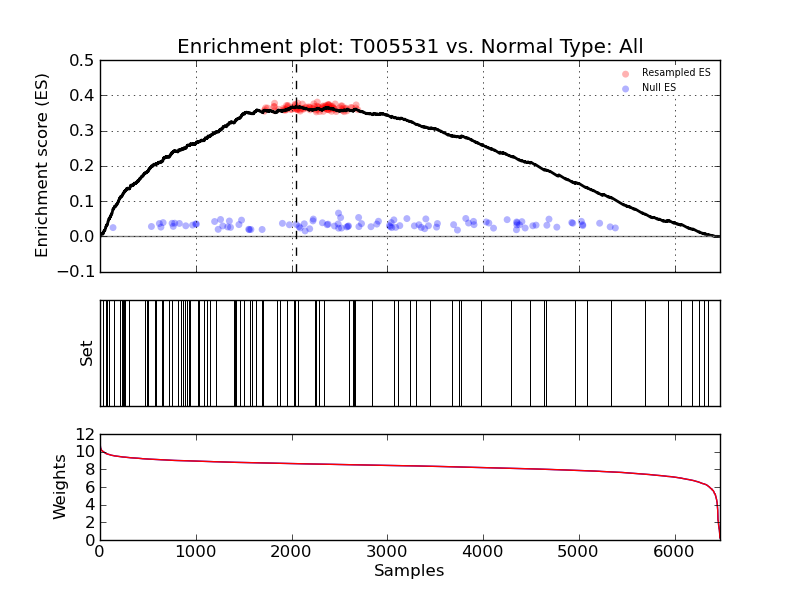 Enrichment plot: T005531 vs. Normal Type: All
0.5
0.4
0.3
0.2
0.1
0.0
−0.1
Enrichment score (ES)
Resampled ES
Null ES
Set
12
10
8
6
4
2
0
Weights
0 1000 2000 3000 4000 5000 6000
Samples